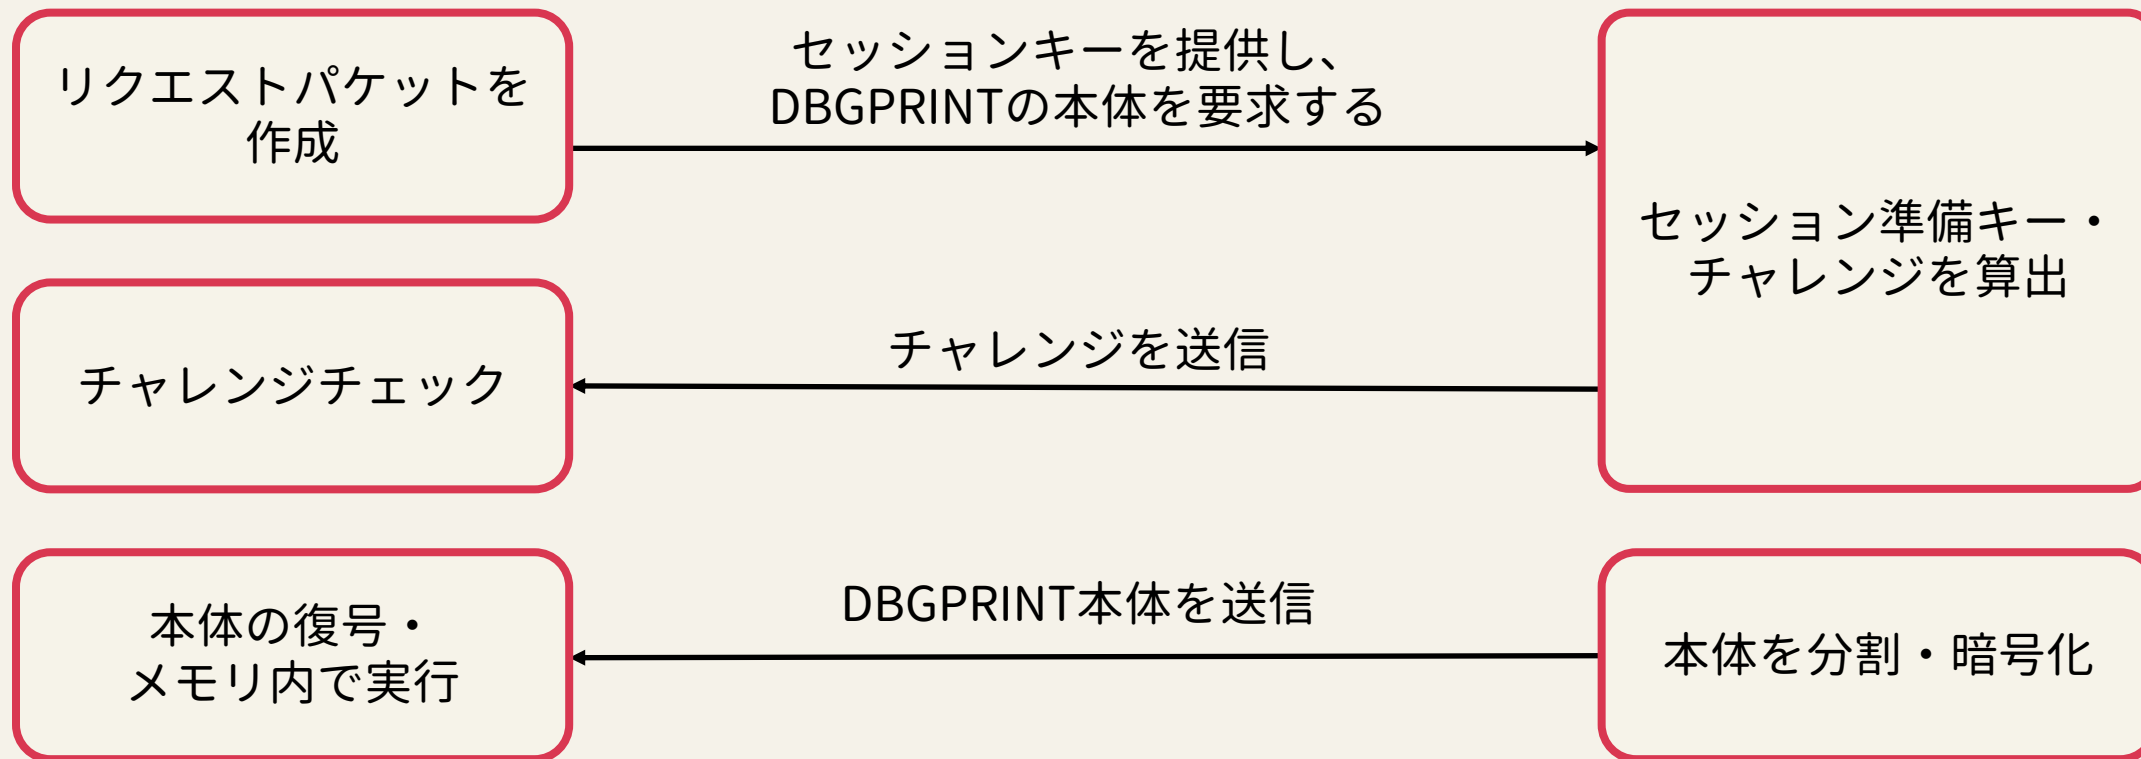 リクエストパケットを
作成
セッションキーを提供し、
DBGPRINTの本体を要求する
セッション準備キー・
チャレンジを算出
チャレンジチェック
チャレンジを送信
本体の復号・
メモリ内で実行
DBGPRINT本体を送信
本体を分割・暗号化